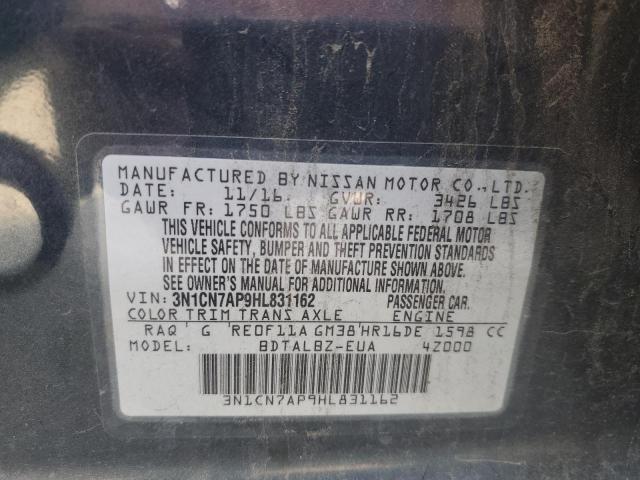 MANUFACTURED BY NISSAN MOTOR CO.,LTD.
DATE: 11/16 GVWR: 3426 LBS
GAWR FR: 1750 LBS GAWR RR: 1708 LBS
THIS VEHICLE CONFORMS TO ALL APPLICABLE FEDERAL MOTOR
VEHICLE SAFETY, BUMPER AND THEFT PREVENTION STANDARDS
IN EFFECT ON THE DATE OF MANUFACTURE SHOWN ABOVE.
SEE OWNER'S MANUAL FOR ADDITIONAL INFORMATION.
VIN: 3N1CN7AP9HL831162 PASSENGER CAR.
COLOR TRIM TRANS AXLE ENGINE
RAQ' G 'RE0F11A GM38'HR16DE 1598 CC
MODEL: BDTALBZ-EUA 4Z000
3N1CN7AP9HL831162